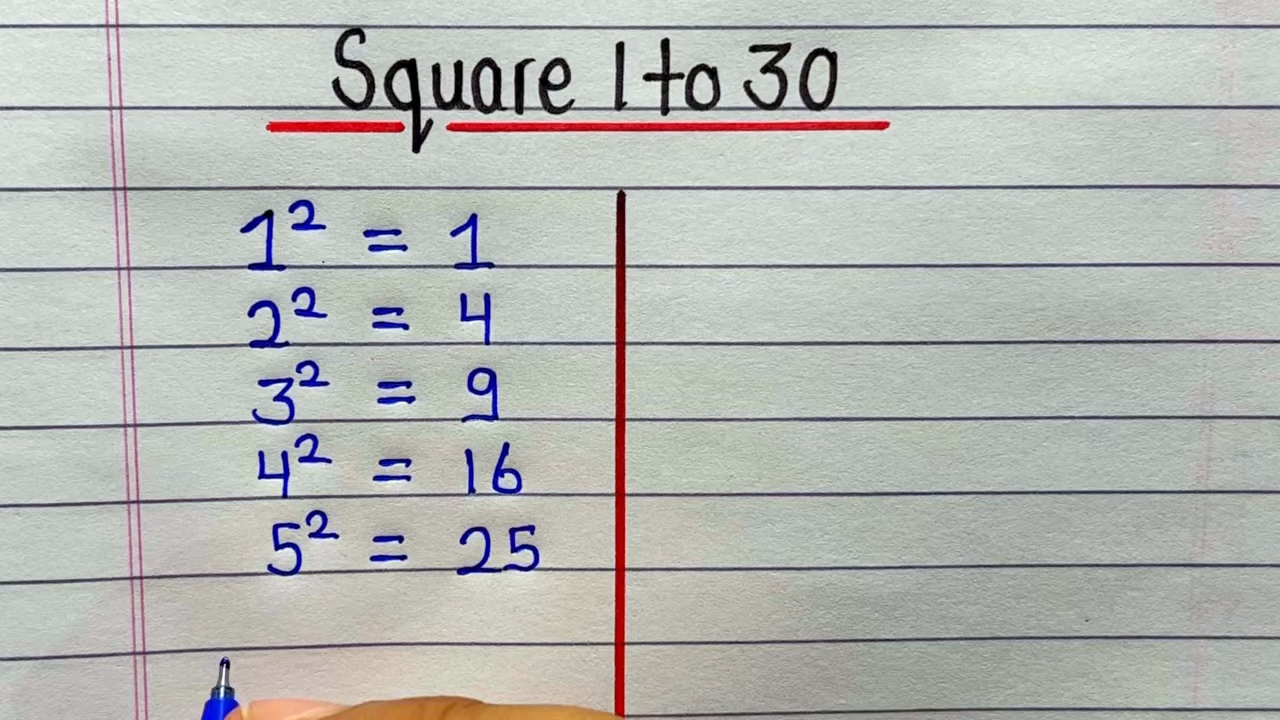 Square 1 to 30
1² = 1
2² = 4
3² = 9
4² = 16
5² = 25